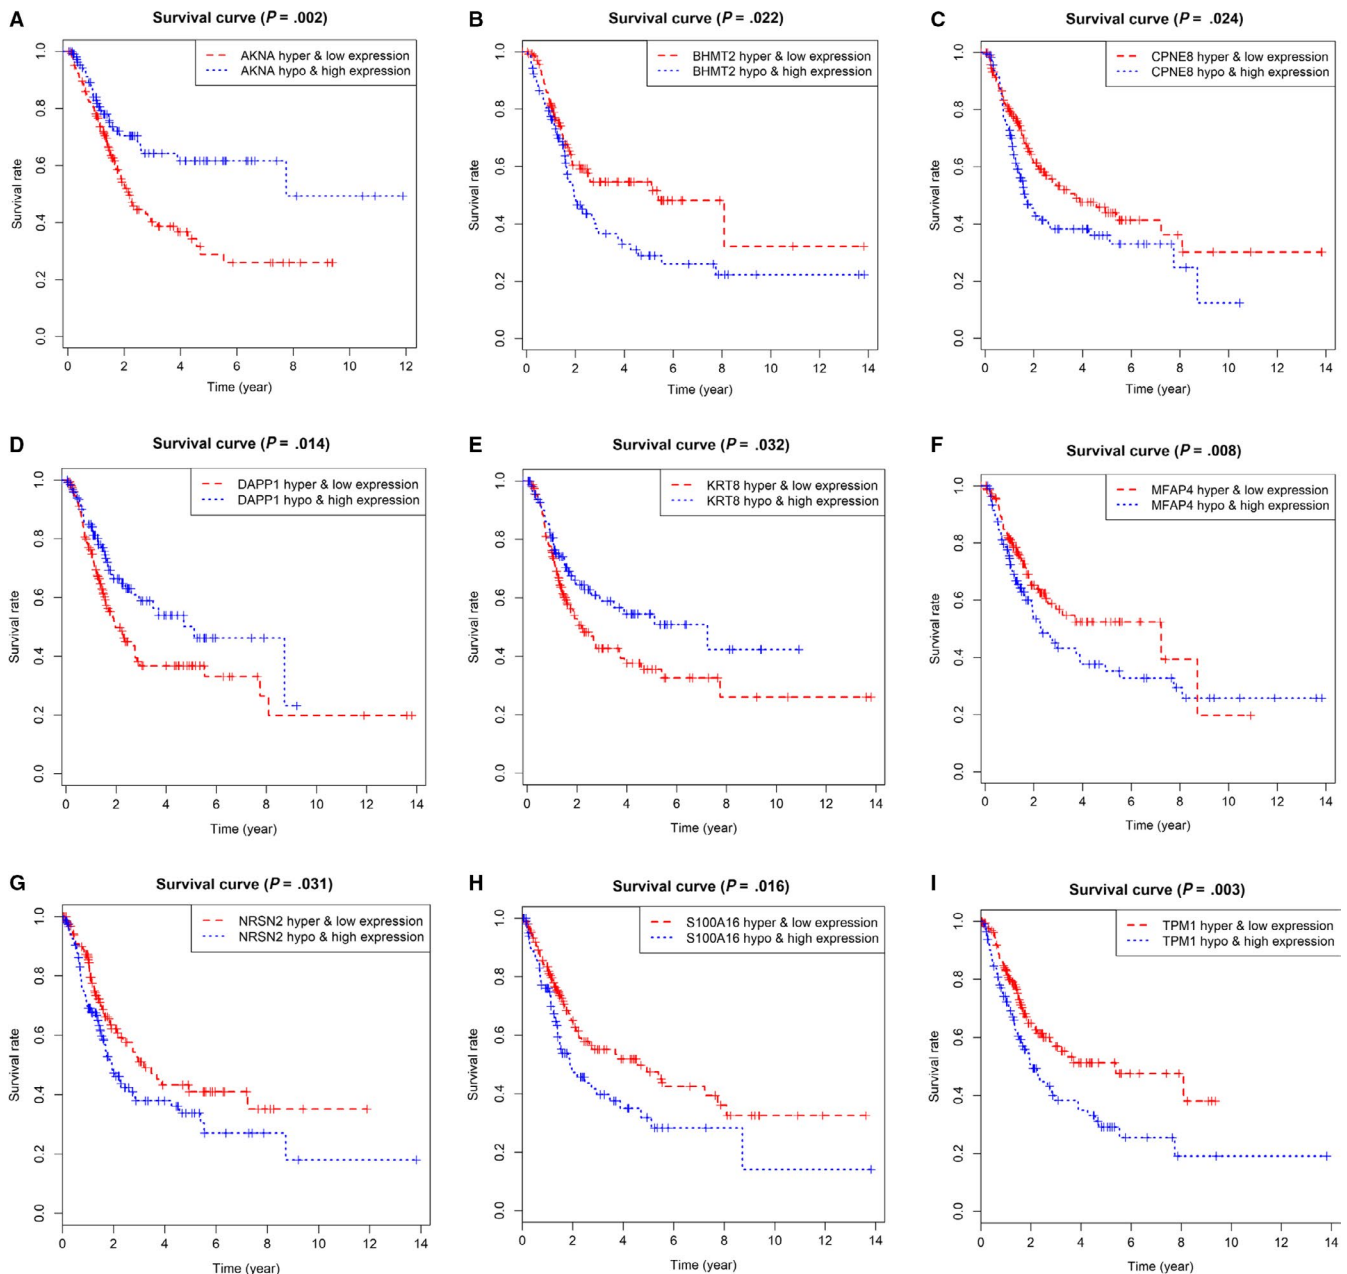 A
Survival curve (P = .002)
AKNA hyper & low expression
AKNA hypo & high expression
Survival rate
0.0 0.2 0.4 0.6 0.8 1.0
0 2 4 6 8 10 12
Time (year)
B
Survival curve (P = .022)
BHMT2 hyper & low expression
BHMT2 hypo & high expression
Survival rate
0.0 0.2 0.4 0.6 0.8 1.0
0 2 4 6 8 10 12 14
Time (year)
C
Survival curve (P = .024)
CPNE8 hyper & low expression
CPNE8 hypo & high expression
Survival rate
0.0 0.2 0.4 0.6 0.8 1.0
0 2 4 6 8 10 12 14
Time (year)
D
Survival curve (P = .014)
DAPP1 hyper & low expression
DAPP1 hypo & high expression
Survival rate
0.0 0.2 0.4 0.6 0.8 1.0
0 2 4 6 8 10 12 14
Time (year)
E
Survival curve (P = .032)
KRT8 hyper & low expression
KRT8 hypo & high expression
Survival rate
0.0 0.2 0.4 0.6 0.8 1.0
0 2 4 6 8 10 12 14
Time (year)
F
Survival curve (P = .008)
MFAP4 hyper & low expression
MFAP4 hypo & high expression
Survival rate
0.0 0.2 0.4 0.6 0.8 1.0
0 2 4 6 8 10 12 14
Time (year)
G
Survival curve (P = .031)
NRSN2 hyper & low expression
NRSN2 hypo & high expression
Survival rate
0.0 0.2 0.4 0.6 0.8 1.0
0 2 4 6 8 10 12 14
Time (year)
H
Survival curve (P = .016)
S100A16 hyper & low expression
S100A16 hypo & high expression
Survival rate
0.0 0.2 0.4 0.6 0.8 1.0
0 2 4 6 8 10 12 14
Time (year)
I
Survival curve (P = .003)
TPM1 hyper & low expression
TPM1 hypo & high expression
Survival rate
0.0 0.2 0.4 0.6 0.8 1.0
0 2 4 6 8 10 12 14
Time (year)